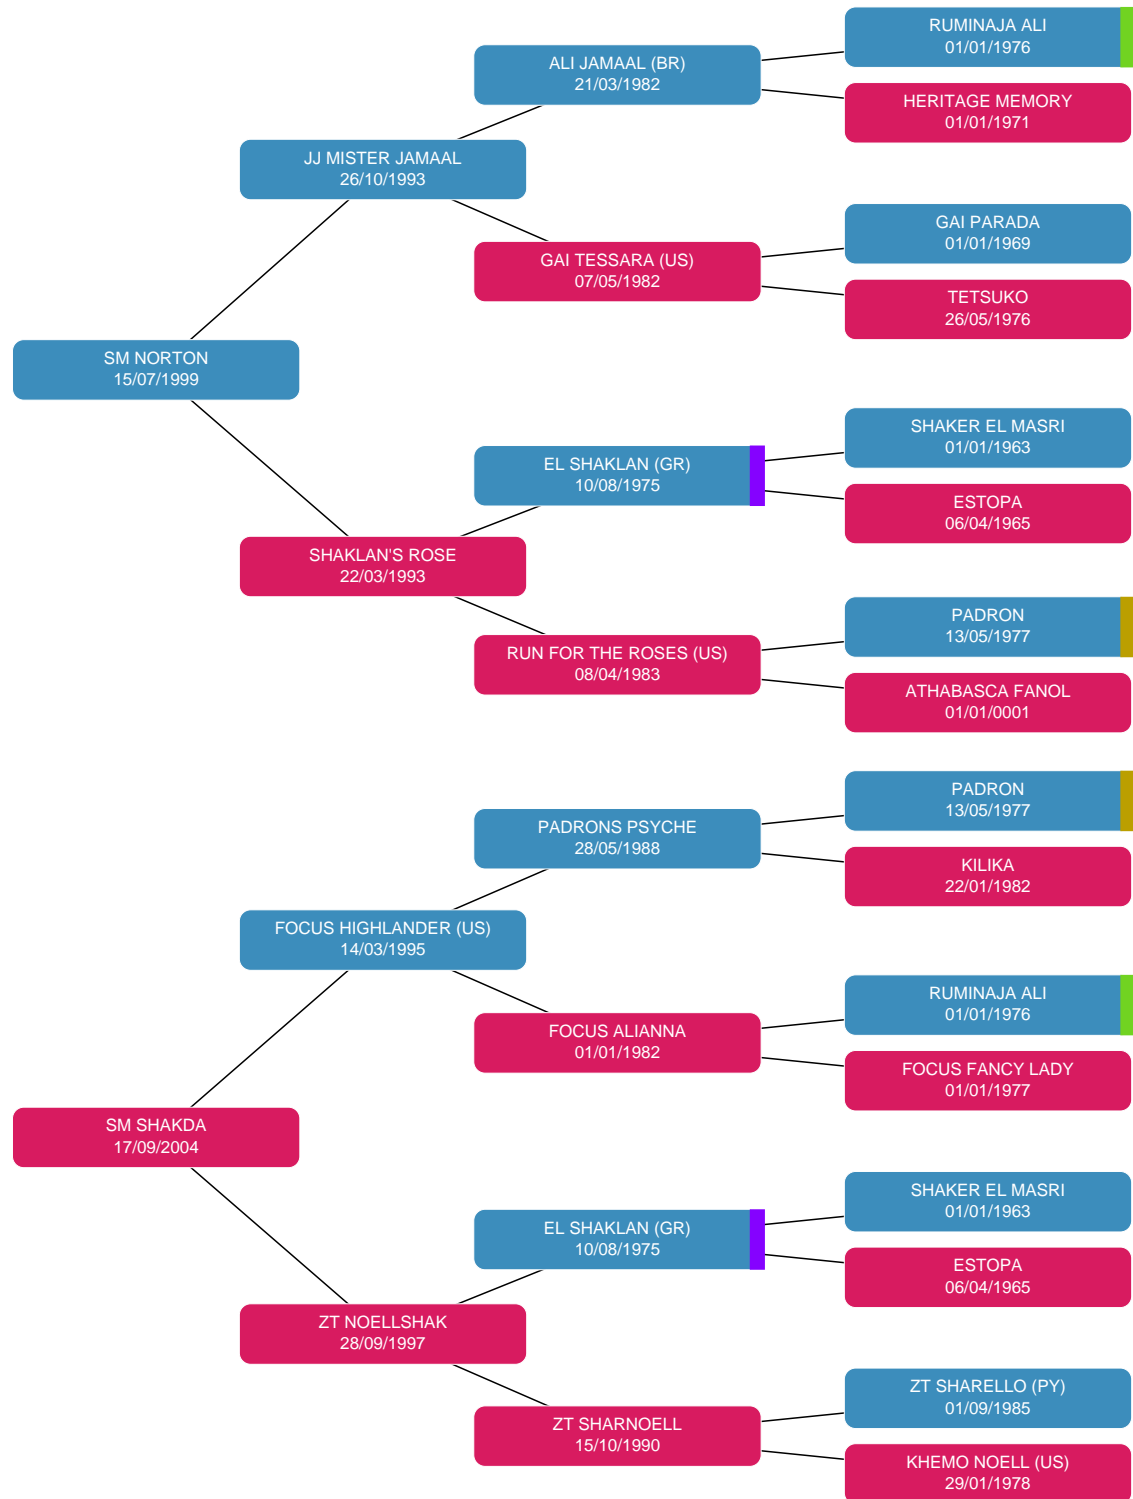 RUMINAJA ALI
01/01/1976
ALI JAMAAL (BR)
21/03/1982
HERITAGE MEMORY
01/01/1971
JJ MISTER JAMAAL
26/10/1993
GAI PARADA
01/01/1969
GAI TESSARA (US)
07/05/1982
TETSUKO
26/05/1976
SM NORTON
15/07/1999
SHAKER EL MASRI
01/01/1963
EL SHAKLAN (GR)
10/08/1975
ESTOPA
06/04/1965
SHAKLAN'S ROSE
22/03/1993
PADRON
13/05/1977
RUN FOR THE ROSES (US)
08/04/1983
ATHABASCA FANOL
01/01/0001
PADRON
13/05/1977
PADRONS PSYCHE
28/05/1988
KILIKA
22/01/1982
FOCUS HIGHLANDER (US)
14/03/1995
RUMINAJA ALI
01/01/1976
FOCUS ALIANNA
01/01/1982
FOCUS FANCY LADY
01/01/1977
SM SHAKDA
17/09/2004
SHAKER EL MASRI
01/01/1963
EL SHAKLAN (GR)
10/08/1975
ESTOPA
06/04/1965
ZT NOELLSHAK
28/09/1997
ZT SHARELLO (PY)
01/09/1985
ZT SHARNOELL
15/10/1990
KHEMO NOELL (US)
29/01/1978